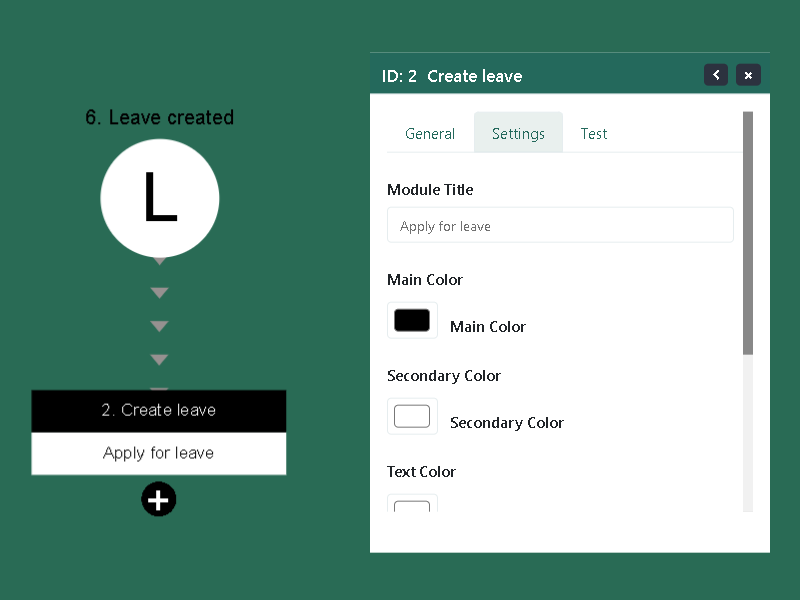 6. Leave created
L
2. Create leave
Apply for leave
ID: 2 Create leave
General Settings Test
Module Title
Apply for leave
Main Color
Main Color
Secondary Color
Secondary Color
Text Color